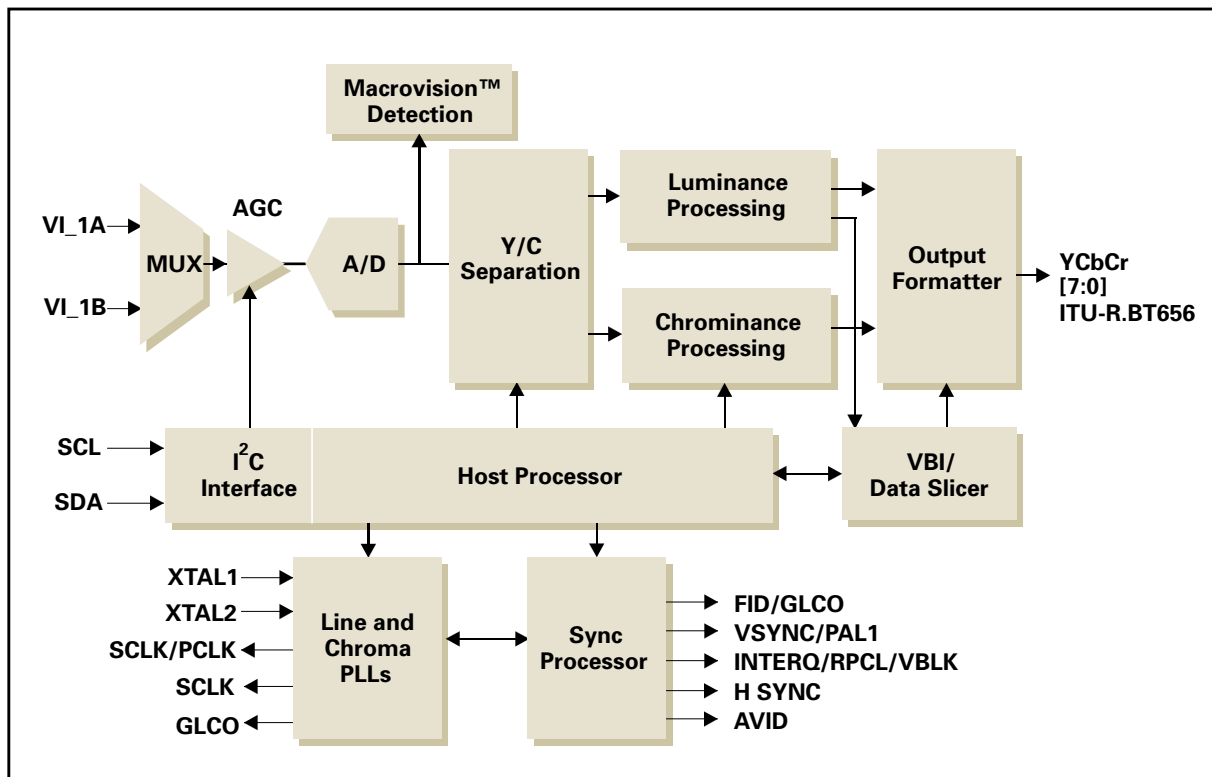 Macrovision™
Detection
VI_1A
VI_1B
MUX
AGC
A/D
Y/C
Separation
Luminance
Processing
Chrominance
Processing
Output
Formatter
YCbCr
[7:0]
ITU-R.BT656
SCL
SDA
I²C
Interface
Host Processor
VBI/
Data Slicer
XTAL1
XTAL2
SCLK/PCLK
SCLK
GLCO
Line and
Chroma
PLLs
Sync
Processor
FID/GLCO
VSYNC/PAL1
INTERQ/RPCL/VBLK
H SYNC
AVID